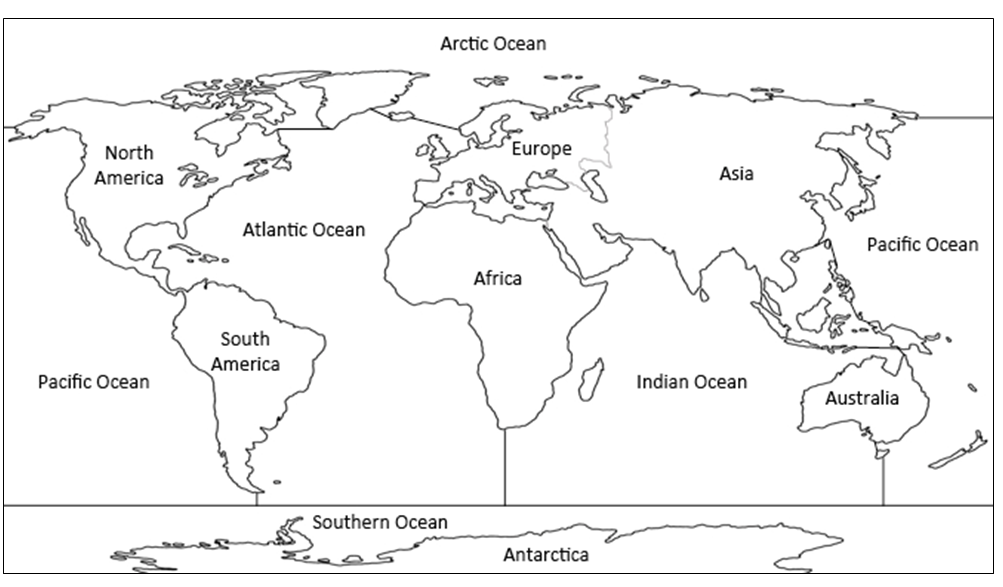 Arctic Ocean
North
America
Europe
Asia
Atlantic Ocean
Pacific Ocean
Africa
South
America
Pacific Ocean
Indian Ocean
Australia
Southern Ocean
Antarctica